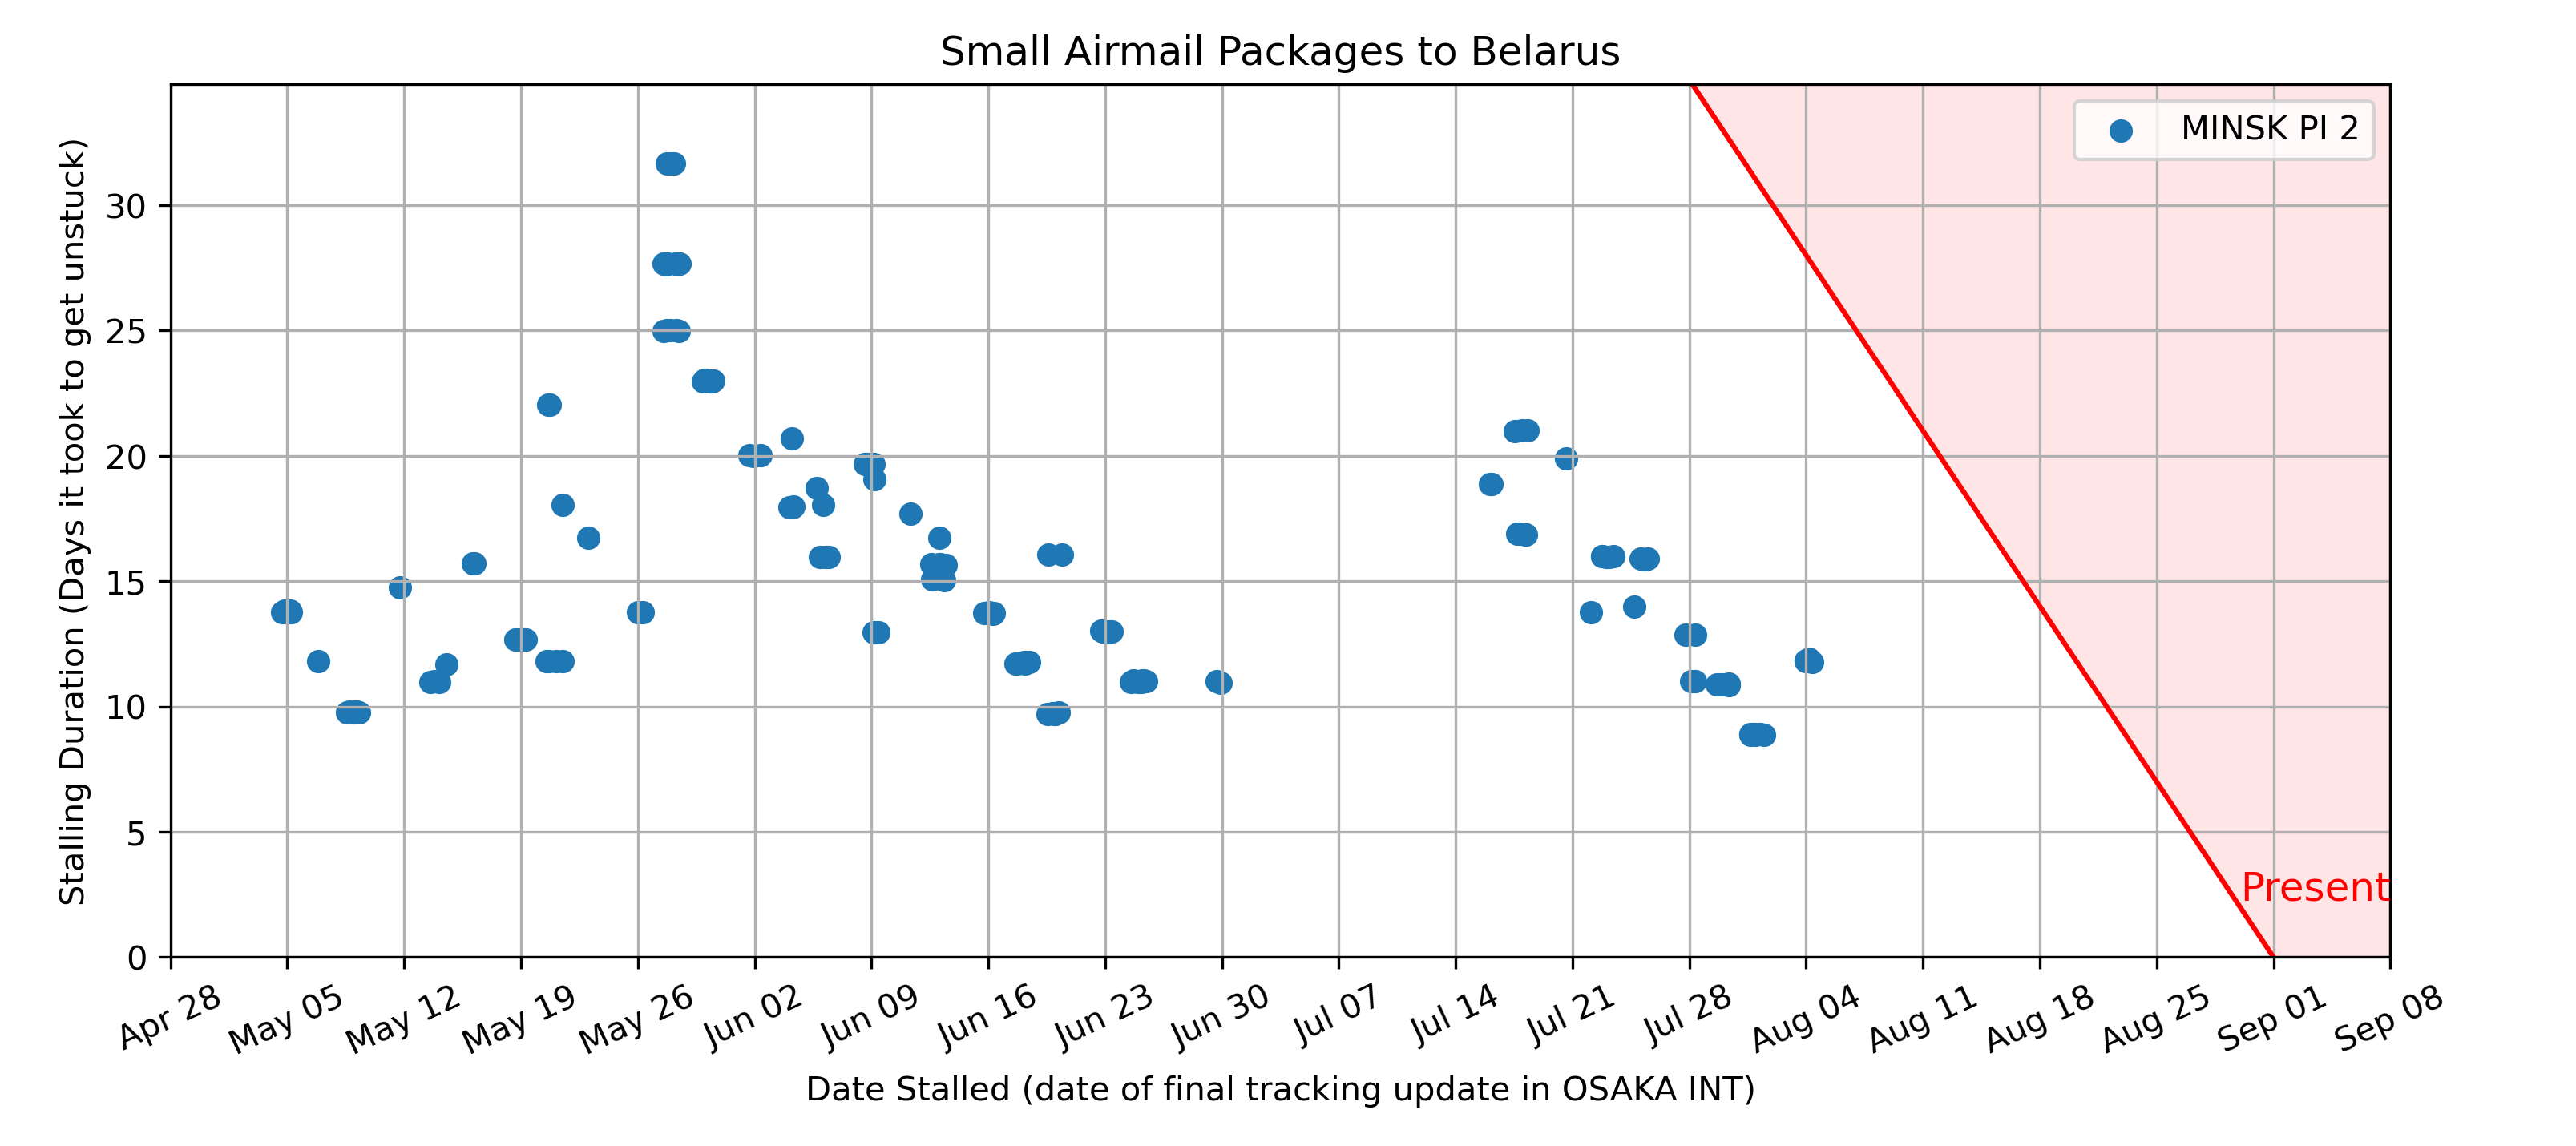 Small Airmail Packages to Belarus
MINSK PI 2
Stalling Duration (Days it took to get unstuck)
30
25
20
15
10
5
0
Present
Apr 28
May 05
May 12
May 19
May 26
Jun 02
Jun 09
Jun 16
Jun 23
Jun 30
Jul 07
Jul 14
Jul 21
Jul 28
Aug 04
Aug 11
Aug 18
Aug 25
Sep 01
Sep 08
Date Stalled (date of final tracking update in OSAKA INT)